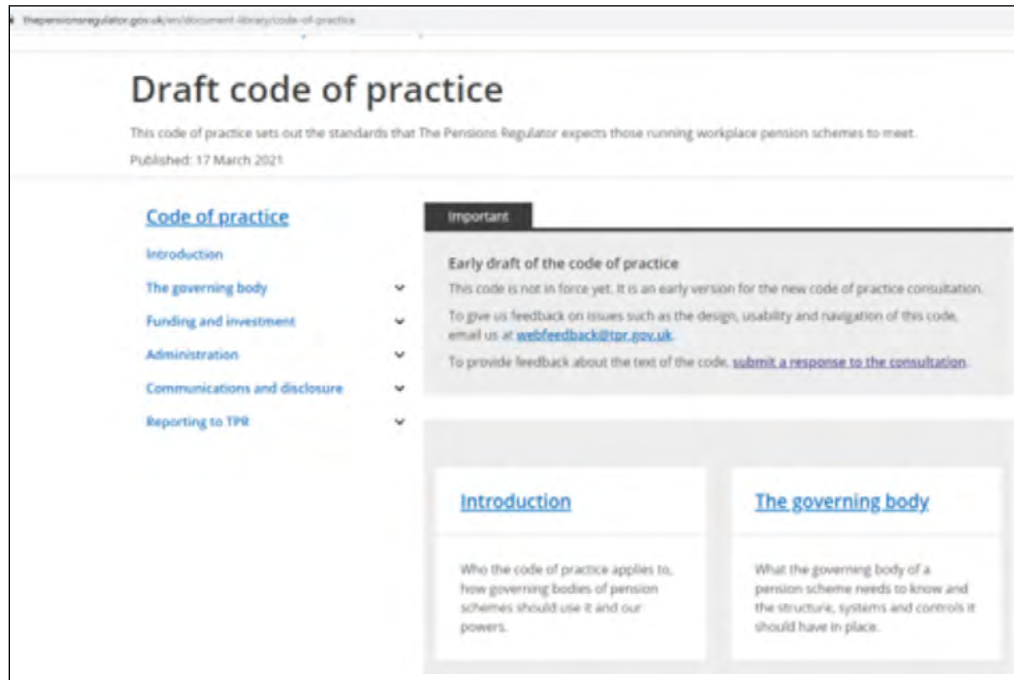 thepensionsregulator.gov.uk/en/document-library/code-of-practice
Draft code of practice
This code of practice sets out the standards that The Pensions Regulator expects those running workplace pension schemes to meet.
Published: 17 March 2021
Code of practice
Introduction
The governing body
Funding and investment
Administration
Communications and disclosure
Reporting to TPR
Important
Early draft of the code of practice
This code is not in force yet. It is an early version for the new code of practice consultation.
To give us feedback on issues such as the design, usability and navigation of this code,
email us at webfeedback@tpr.gov.uk.
To provide feedback about the text of the code, submit a response to the consultation.
Introduction
Who the code of practice applies to,
how governing bodies of pension
schemes should use it and our
powers.
The governing body
What the governing body of a
pension scheme needs to know and
the structure, systems and controls it
should have in place.